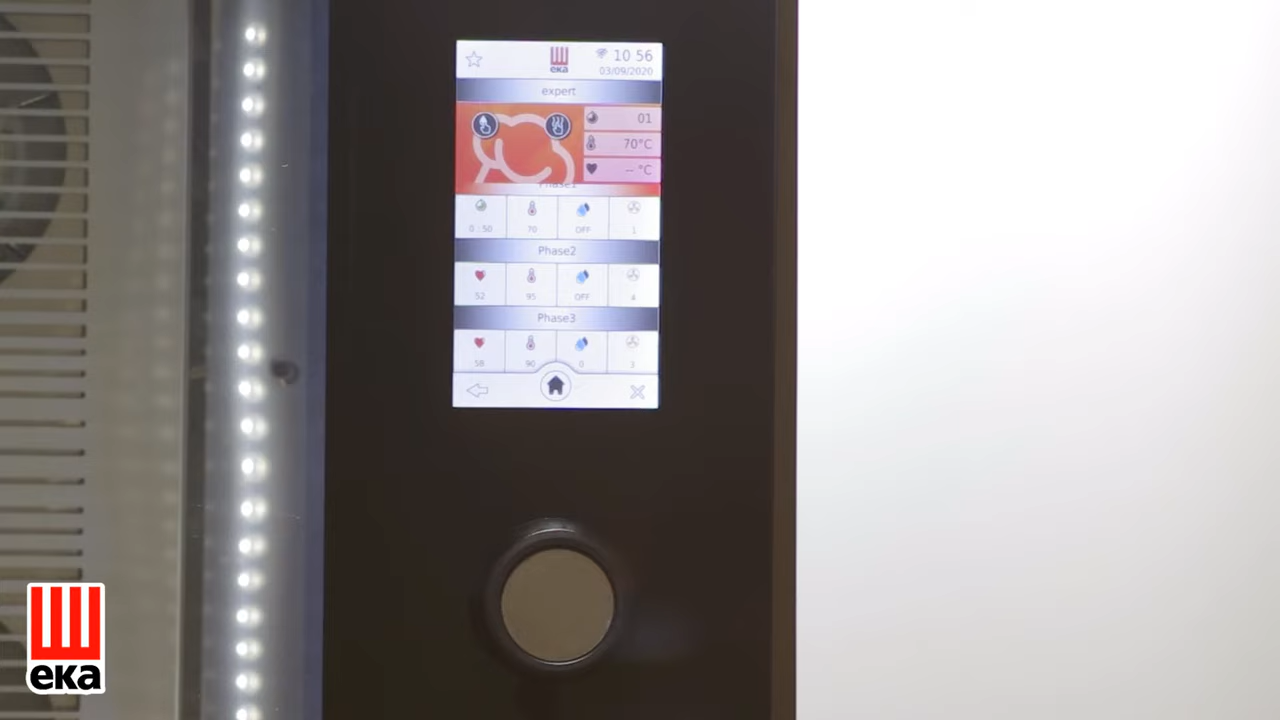 eka
10 56
03/09/2020
expert
01
70°C
-- °C
Phase1
0 : 50 70 OFF 1
Phase2
52 95 OFF 4
Phase3
58 90 0 3
eka